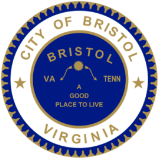 CITY OF BRISTOL
BRISTOL
VA TENN
A
GOOD
PLACE TO LIVE
VIRGINIA